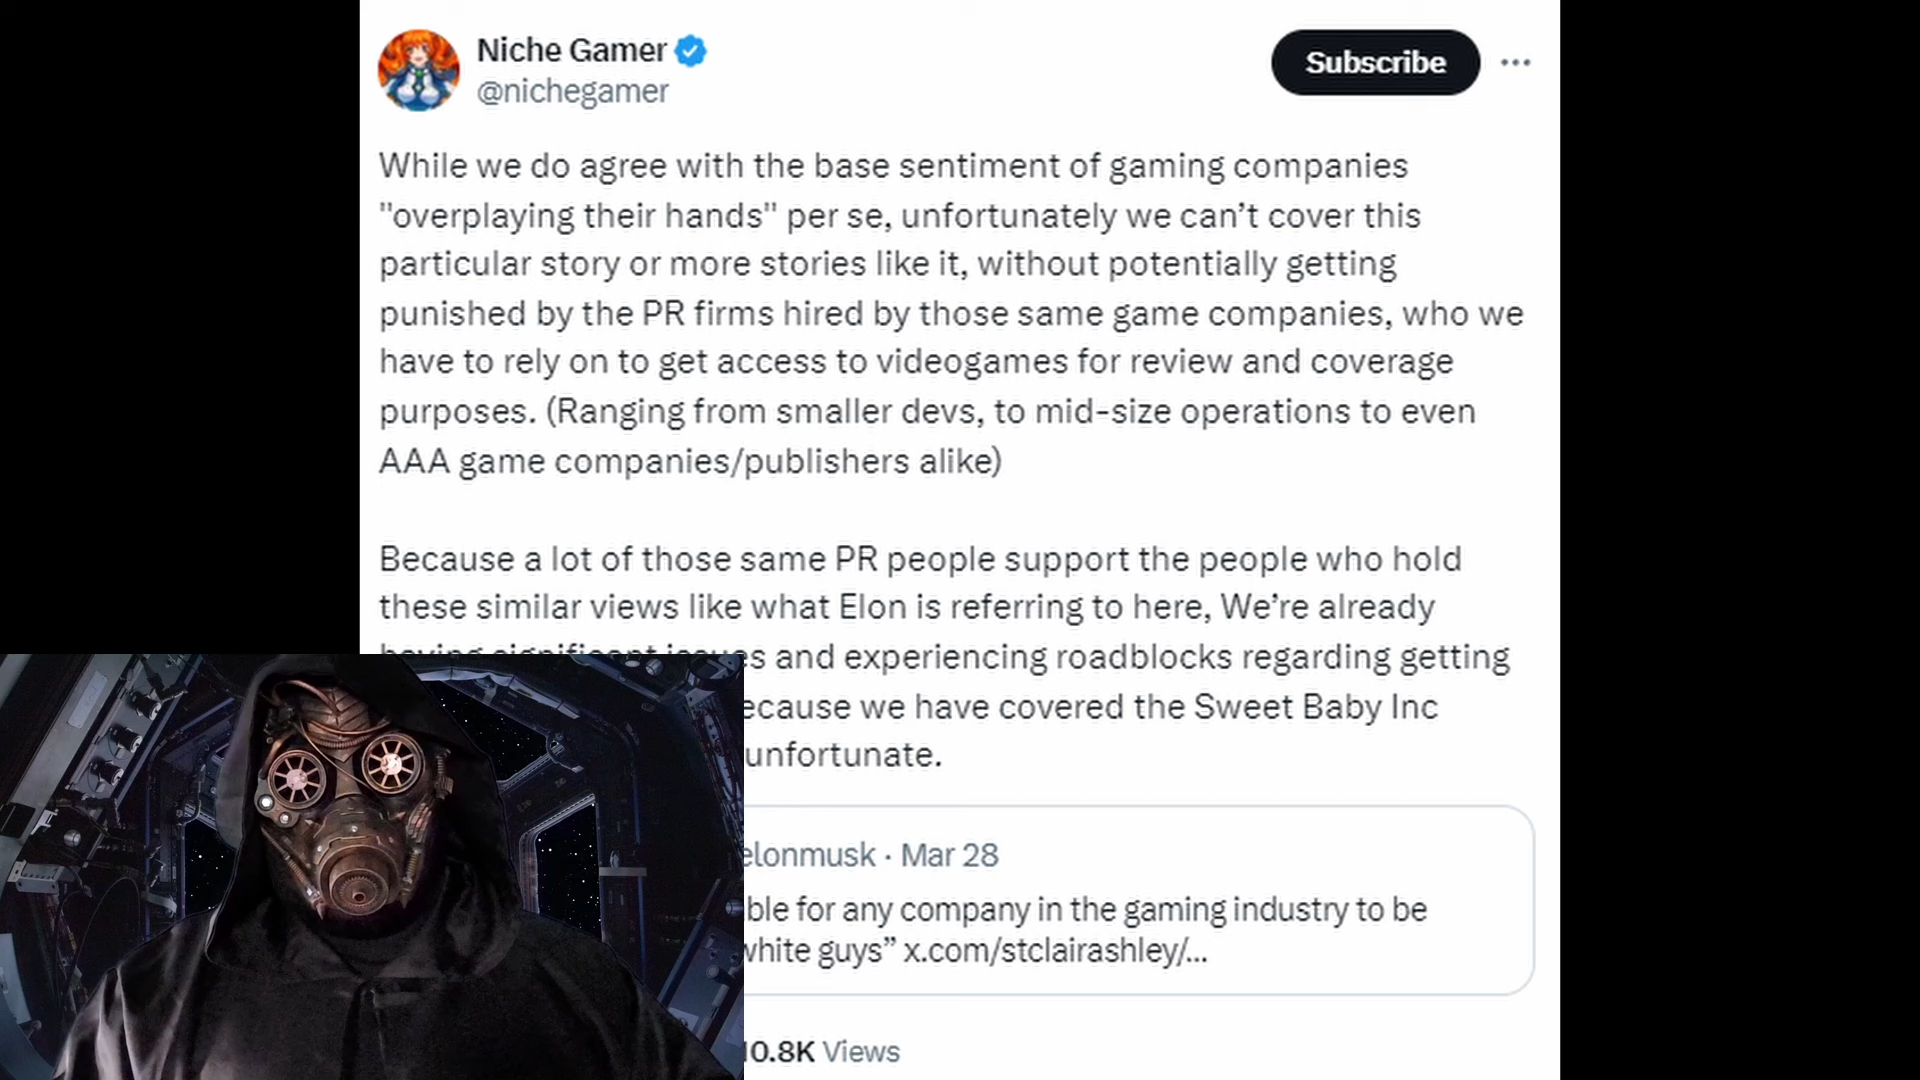 Niche Gamer
@nichegamer
Subscribe
While we do agree with the base sentiment of gaming companies
"overplaying their hands" per se, unfortunately we can’t cover this
particular story or more stories like it, without potentially getting
punished by the PR firms hired by those same game companies, who we
have to rely on to get access to videogames for review and coverage
purposes. (Ranging from smaller devs, to mid-size operations to even
AAA game companies/publishers alike)
Because a lot of those same PR people support the people who hold
these similar views like what Elon is referring to here, We’re already
having significant issues and experiencing roadblocks regarding getting
because we have covered the Sweet Baby Inc
unfortunate.
elonmusk · Mar 28
for any company in the gaming industry to be
white guys” x.com/stclairashley/...
10.8K Views